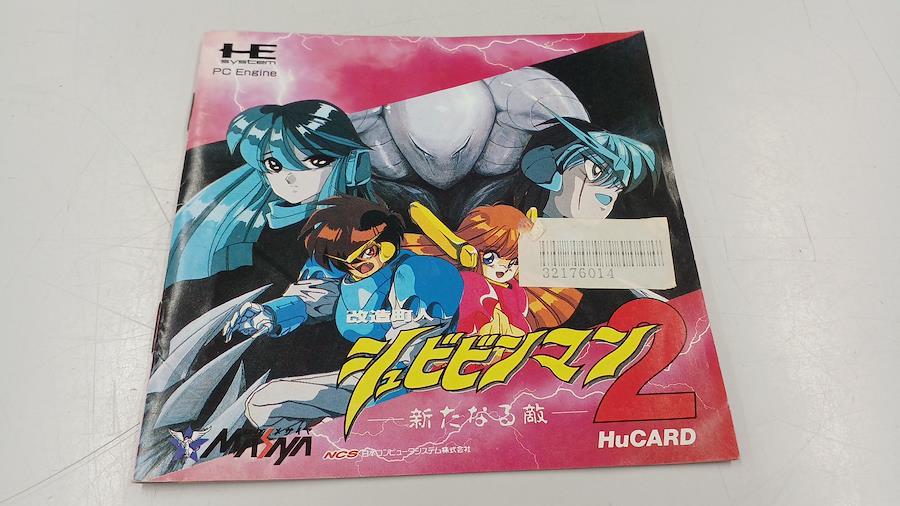 HE
system
PC Engine
32176014
改造町人
シュビビンマン2
新たなる敵
メサイヤ
MASAYA
NCS 日本コンピュータシステム株式会社
HuCARD